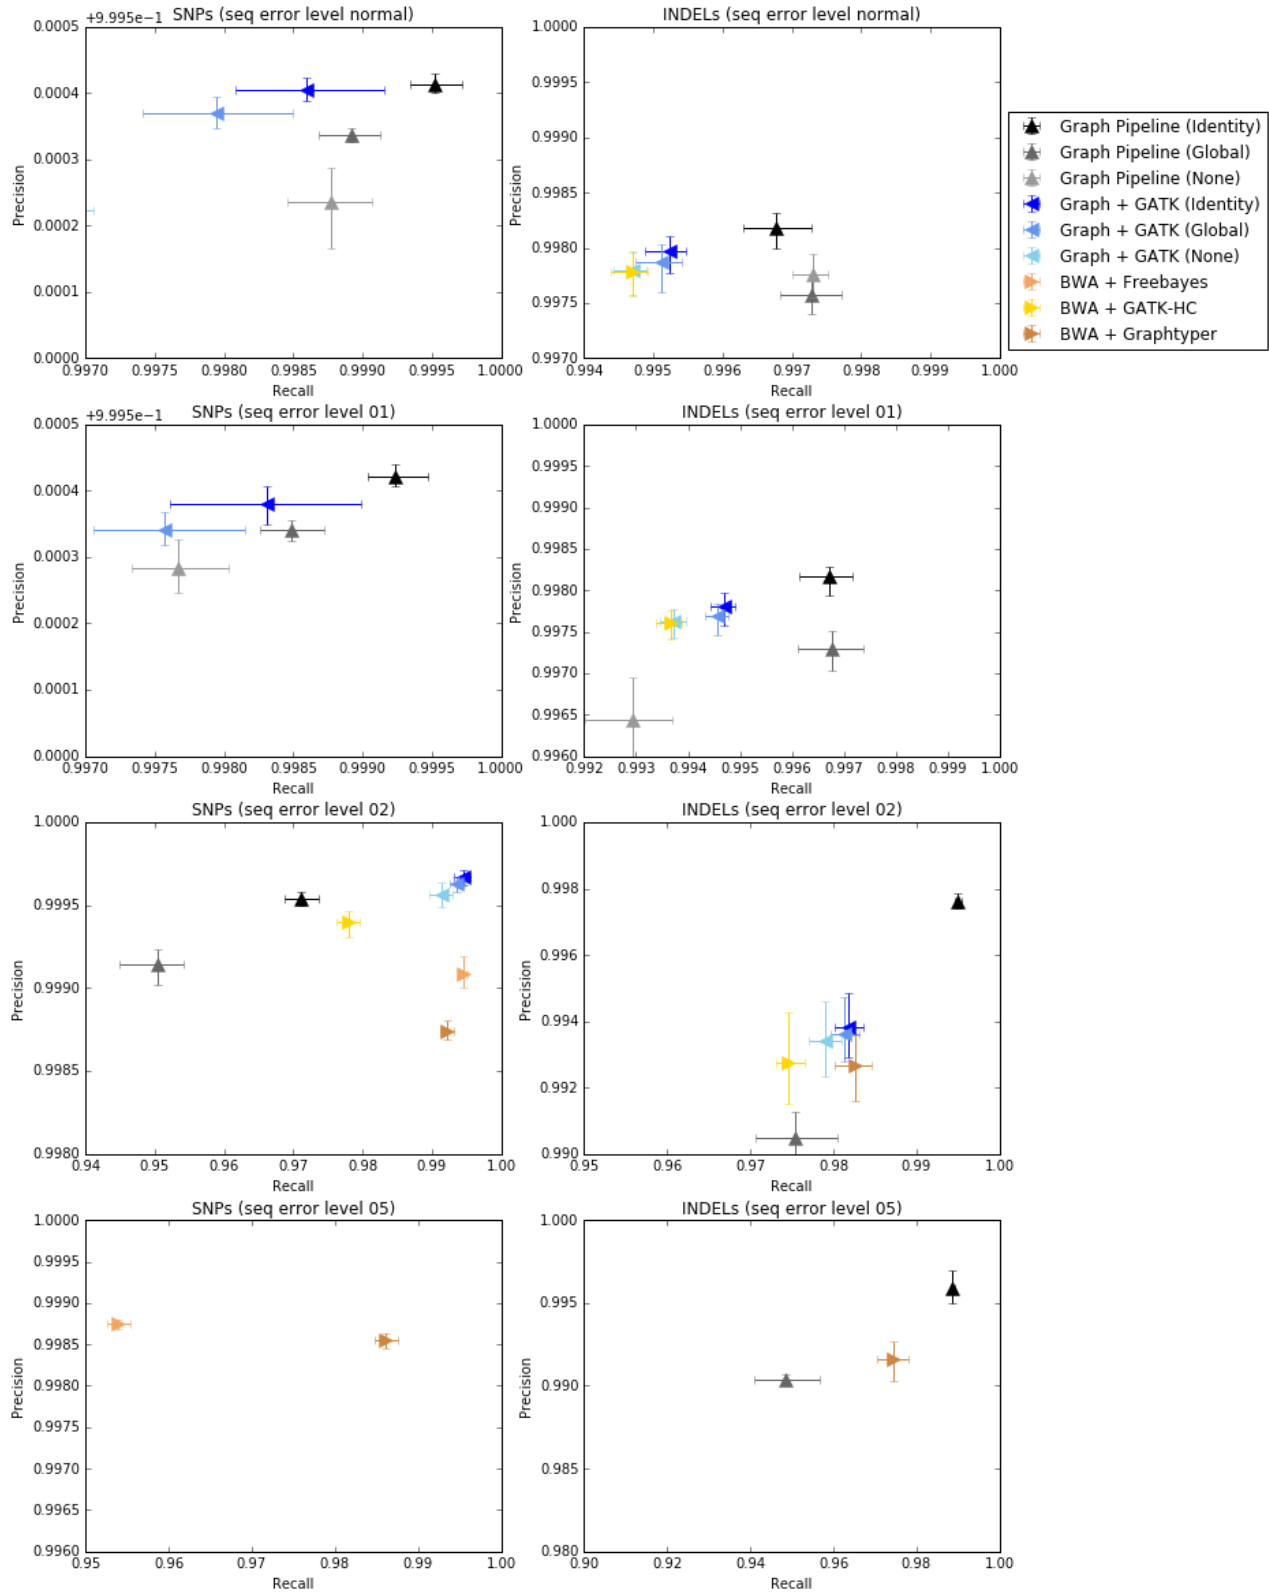 +9.995e−1
SNPs (seq error level normal)
0.0005
0.0004
0.0003
0.0002
0.0001
0.0000
Precision
0.9970 0.9975 0.9980 0.9985 0.9990 0.9995 1.0000
Recall
INDELs (seq error level normal)
1.0000
0.9995
0.9990
0.9985
0.9980
0.9975
0.9970
Precision
0.994 0.995 0.996 0.997 0.998 0.999 1.000
Recall
Graph Pipeline (Identity)
Graph Pipeline (Global)
Graph Pipeline (None)
Graph + GATK (Identity)
Graph + GATK (Global)
Graph + GATK (None)
BWA + Freebayes
BWA + GATK-HC
BWA + Graphtyper
+9.995e−1
SNPs (seq error level 01)
0.0005
0.0004
0.0003
0.0002
0.0001
0.0000
Precision
0.9970 0.9975 0.9980 0.9985 0.9990 0.9995 1.0000
Recall
INDELs (seq error level 01)
1.0000
0.9995
0.9990
0.9985
0.9980
0.9975
0.9970
0.9965
0.9960
Precision
0.992 0.993 0.994 0.995 0.996 0.997 0.998 0.999 1.000
Recall
SNPs (seq error level 02)
1.0000
0.9995
0.9990
0.9985
0.9980
Precision
0.94 0.95 0.96 0.97 0.98 0.99 1.00
Recall
INDELs (seq error level 02)
1.000
0.998
0.996
0.994
0.992
0.990
Precision
0.95 0.96 0.97 0.98 0.99 1.00
Recall
SNPs (seq error level 05)
1.0000
0.9995
0.9990
0.9985
0.9980
0.9975
0.9970
0.9965
0.9960
Precision
0.95 0.96 0.97 0.98 0.99 1.00
Recall
INDELs (seq error level 05)
1.000
0.995
0.990
0.985
0.980
Precision
0.90 0.92 0.94 0.96 0.98 1.00
Recall